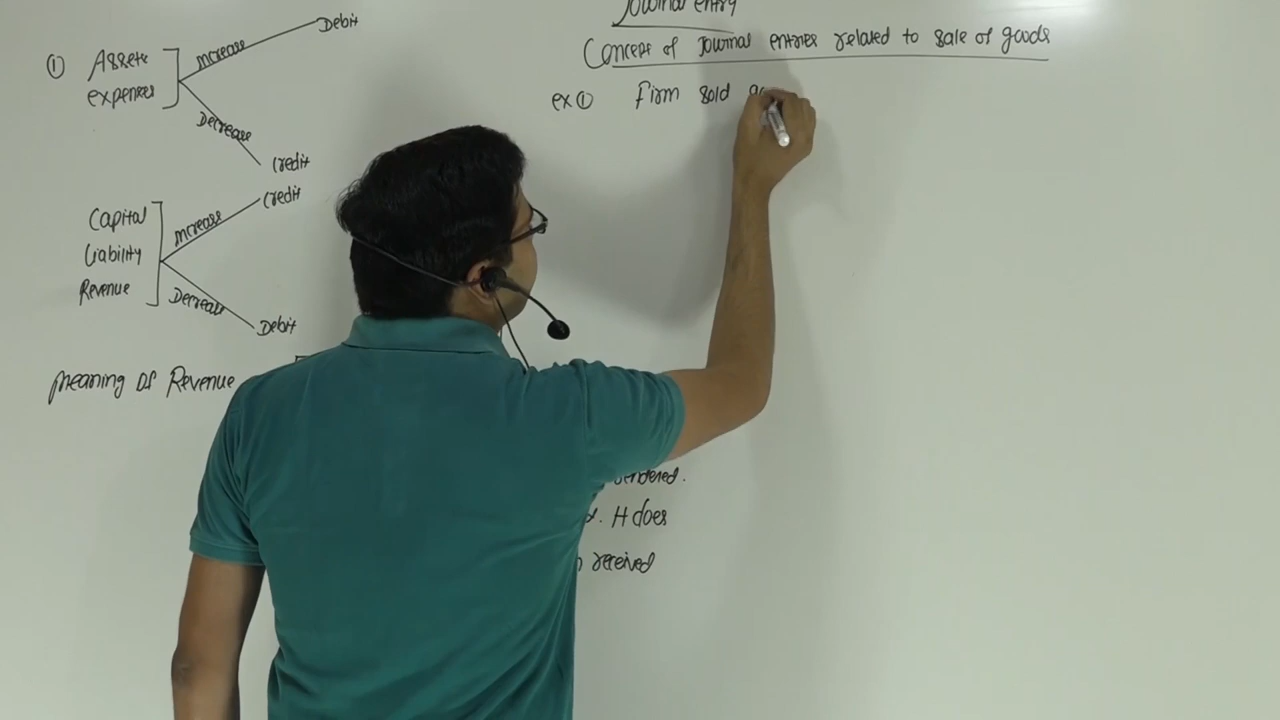 ① Assets
expenses
Increase
Debit
Decrease
Credit
Capital
Liability
Revenue
Increase
Credit
Decrease
Debit
meaning of Revenue
Journal entry
Concept of Journal entries related to sale of goods
ex ① Firm sold
H does
received